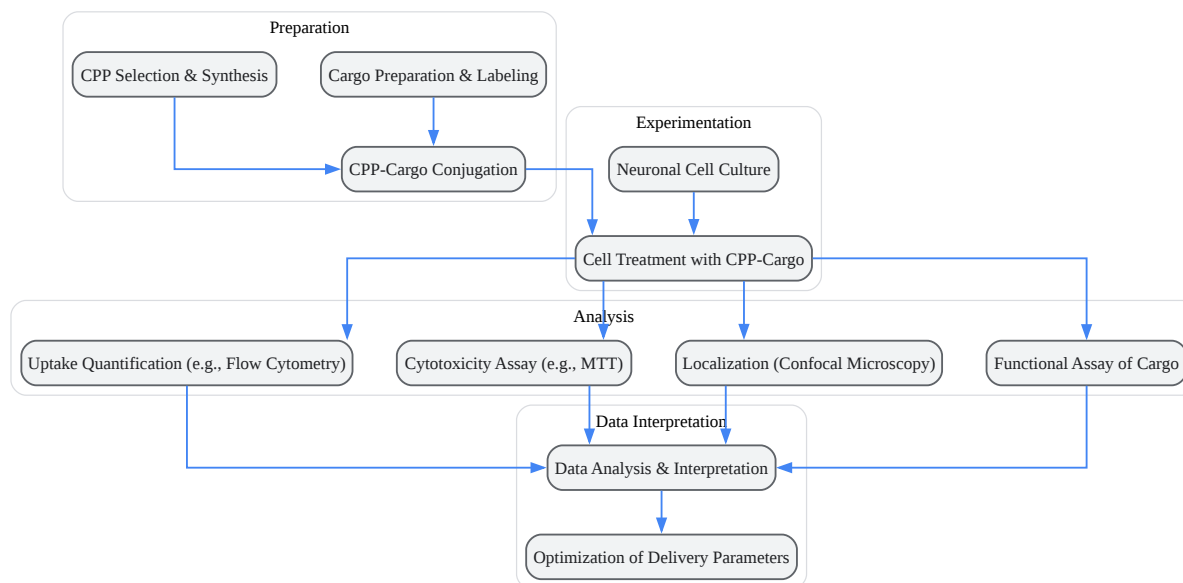 Preparation
CPP Selection & Synthesis
Cargo Preparation & Labeling
CPP-Cargo Conjugation
Experimentation
Neuronal Cell Culture
Cell Treatment with CPP-Cargo
Analysis
Uptake Quantification (e.g., Flow Cytometry)
Cytotoxicity Assay (e.g., MTT)
Localization (Confocal Microscopy)
Functional Assay of Cargo
Data Interpretation
Data Analysis & Interpretation
Optimization of Delivery Parameters